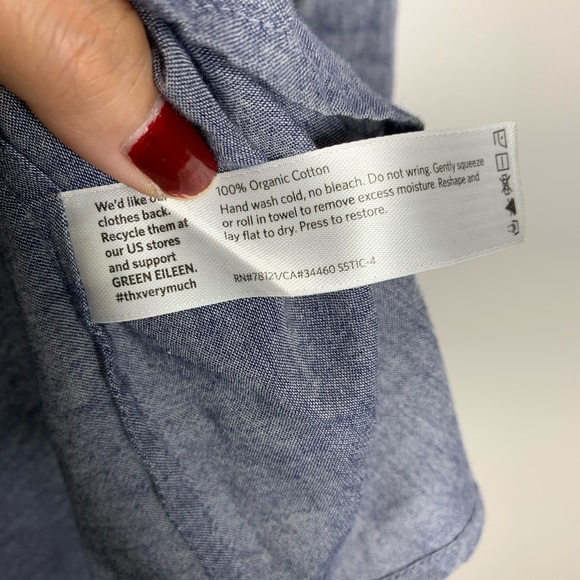 We'd like our
clothes back.
Recycle them at
our US stores
and support
GREEN EILEEN.
#thxverymuch
100% Organic Cotton
Hand wash cold, no bleach. Do not wring. Gently squeeze
or roll in towel to remove excess moisture. Reshape and
lay flat to dry. Press to restore.
RN#78121/CA#34460 S5TIC-4